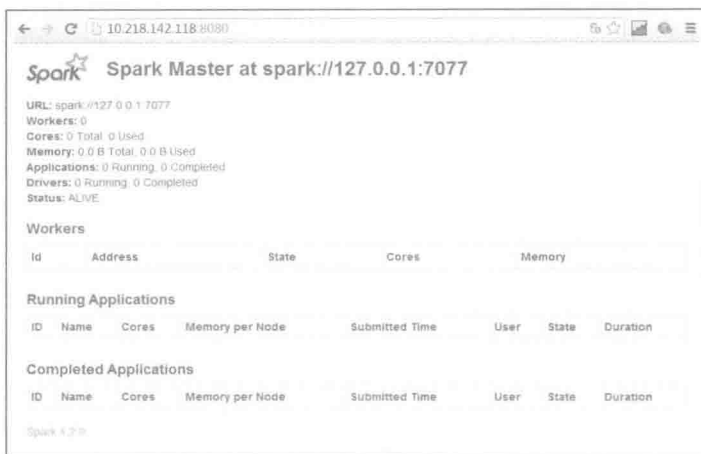 10.218.142.118:8080
Spark Spark Master at spark://127.0.0.1:7077
URL: spark://127.0.0.1:7077
Workers: 0
Cores: 0 Total, 0 Used
Memory: 0.0 B Total, 0.0 B Used
Applications: 0 Running, 0 Completed
Drivers: 0 Running, 0 Completed
Status: ALIVE
Workers
Id Address State Cores Memory
Running Applications
ID Name Cores Memory per Node Submitted Time User State Duration
Completed Applications
ID Name Cores Memory per Node Submitted Time User State Duration
Spark 1.2.0